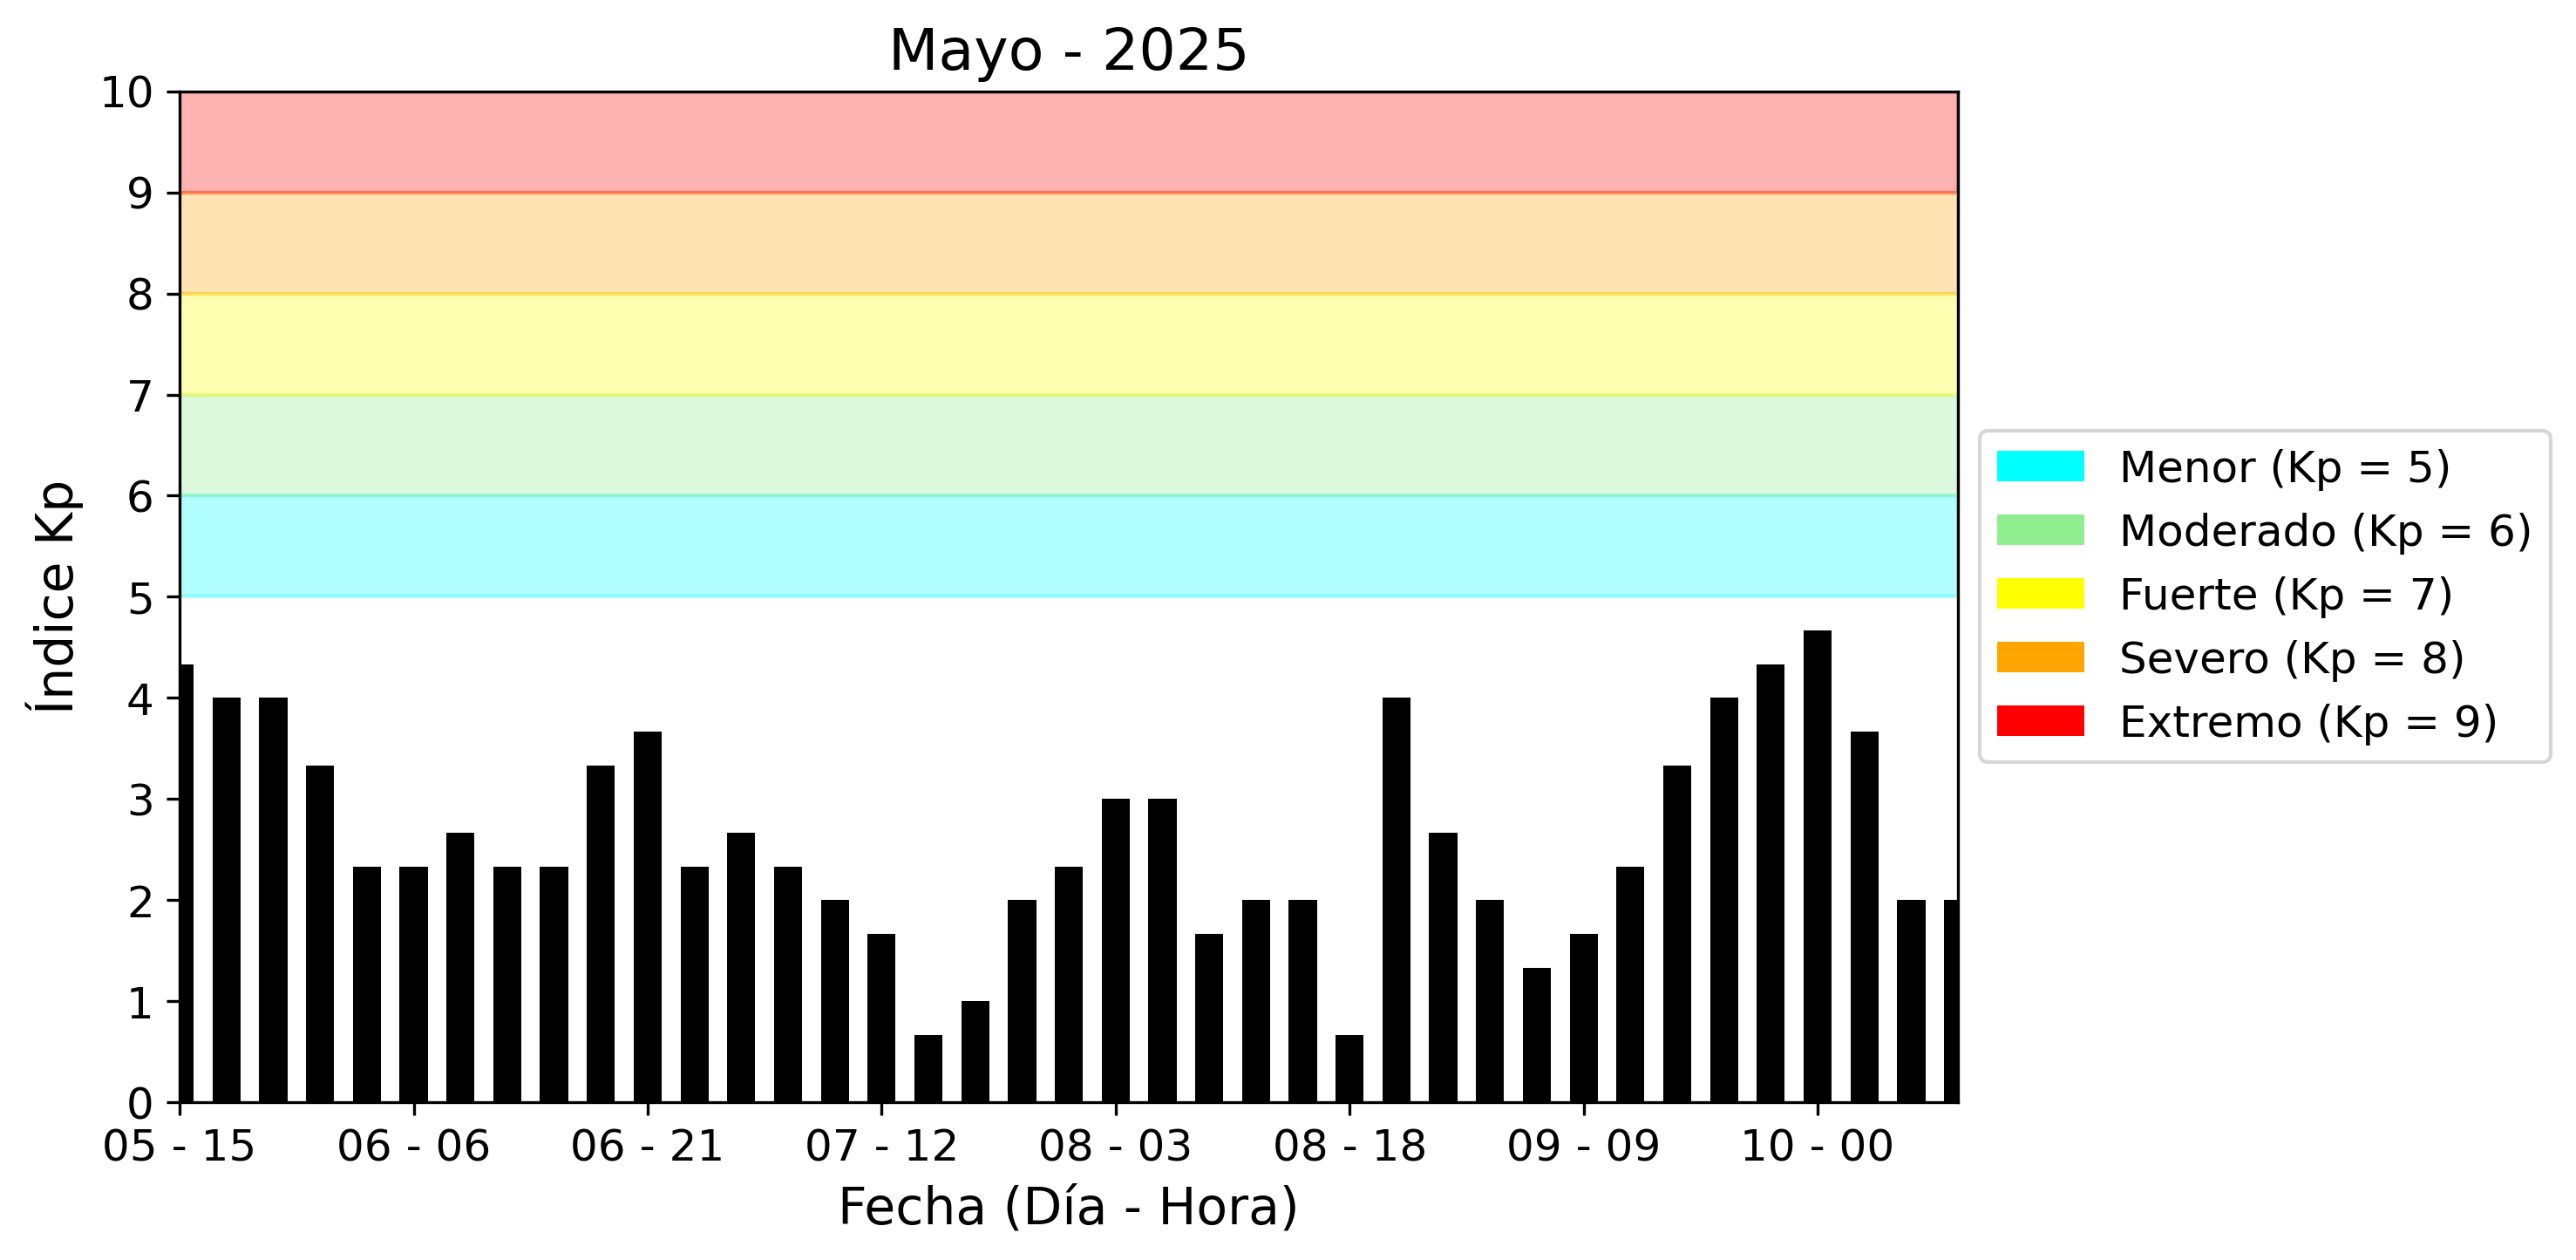 Mayo - 2025
10
9
8
7
6
5
4
3
2
1
0
Índice Kp
05 - 15
06 - 06
06 - 21
07 - 12
08 - 03
08 - 18
09 - 09
10 - 00
Fecha (Día - Hora)
Menor (Kp = 5)
Moderado (Kp = 6)
Fuerte (Kp = 7)
Severo (Kp = 8)
Extremo (Kp = 9)